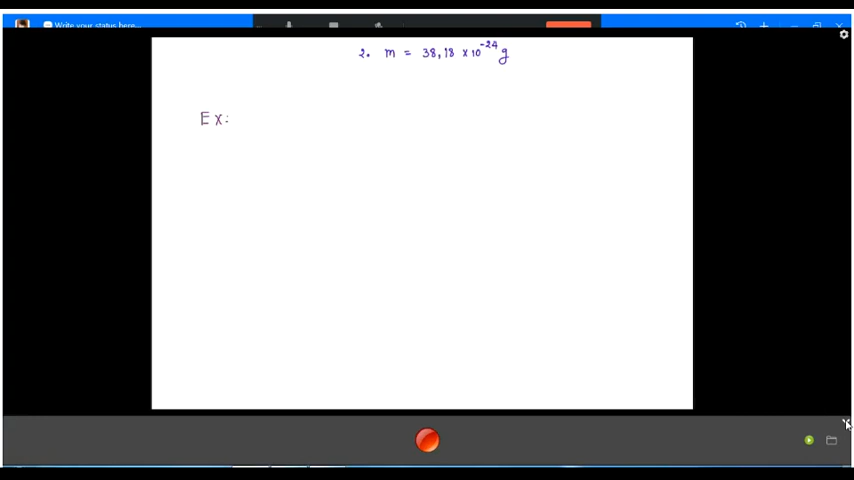 Write your status here...
2. m = 38,18 ×10⁻²⁴ g
Ex: